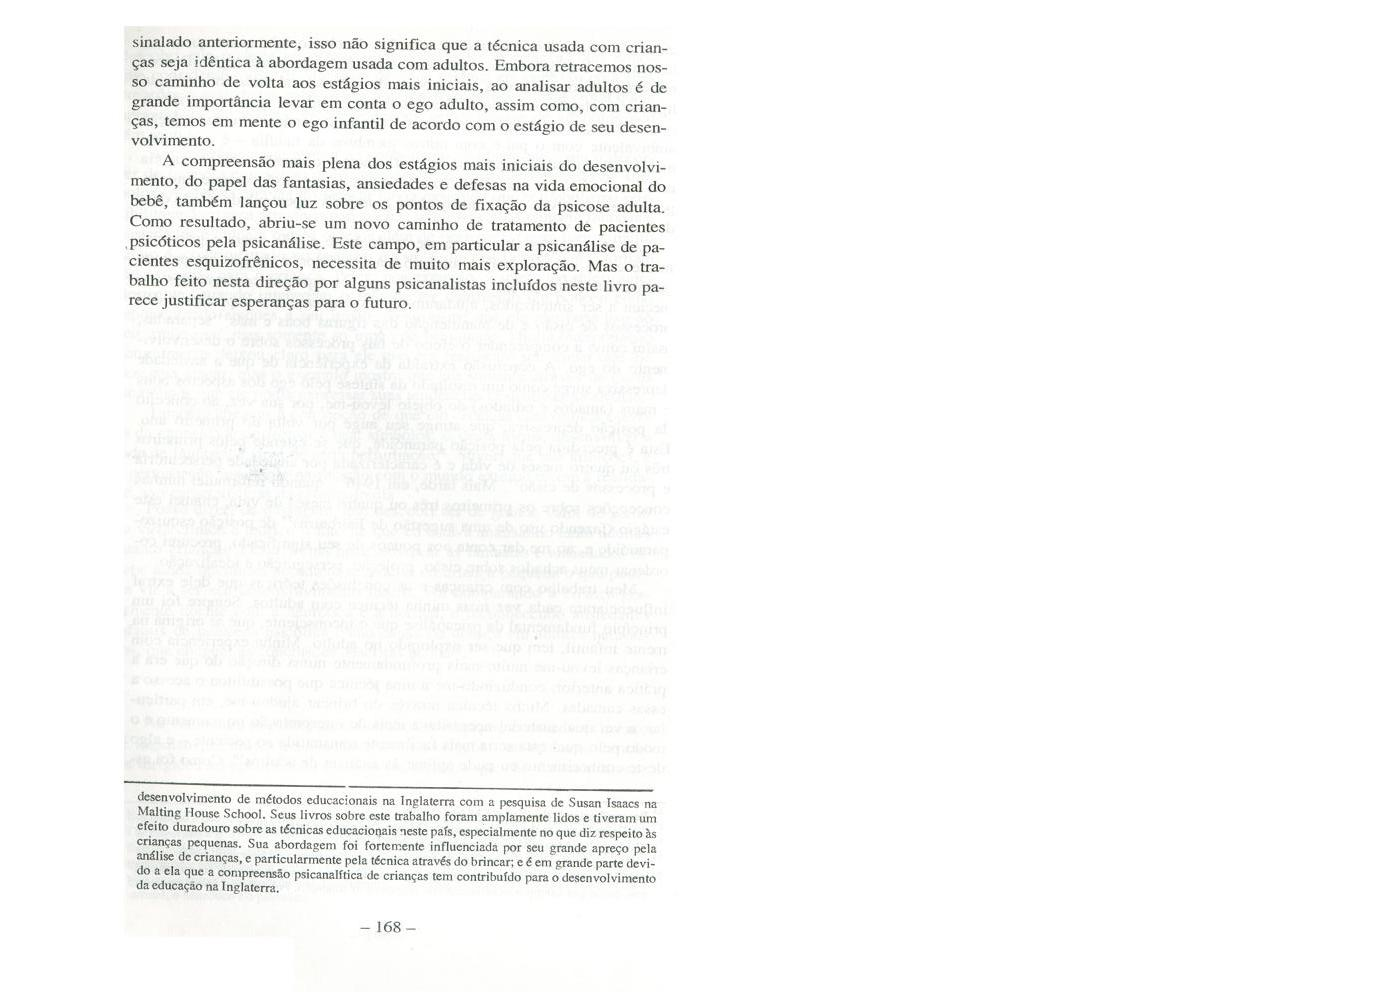 sinalado anteriormente, isso não significa que a técnica usada com crian-
ças seja idêntica à abordagem usada com adultos. Embora retracemos nos-
so caminho de volta aos estágios mais iniciais, ao analisar adultos é de
grande importância levar em conta o ego adulto, assim como, com crian-
ças, temos em mente o ego infantil de acordo com o estágio de seu desen-
volvimento.
A compreensão mais plena dos estágios mais iniciais do desenvolvi-
mento, do papel das fantasias, ansiedades e defesas na vida emocional do
bebê, também lançou luz sobre os pontos de fixação da psicose adulta.
Como resultado, abriu-se um novo caminho de tratamento de pacientes
psicóticos pela psicanálise. Este campo, em particular a psicanálise de pa-
cientes esquizofrênicos, necessita de muito mais exploração. Mas o tra-
balho feito nesta direção por alguns psicanalistas incluídos neste livro pa-
rece justificar esperanças para o futuro.
desenvolvimento de métodos educacionais na Inglaterra com a pesquisa de Susan Isaacs na
Malting House School. Seus livros sobre este trabalho foram amplamente lidos e tiveram um
efeito duradouro sobre as técnicas educacionais neste país, especialmente no que diz respeito às
crianças pequenas. Sua abordagem foi fortemente influenciada por seu grande apreço pela
análise de crianças, e particularmente pela técnica através do brincar; e é em grande parte devi-
do a ela que a compreensão psicanalítica de crianças tem contribuído para o desenvolvimento
da educação na Inglaterra.
– 168 –